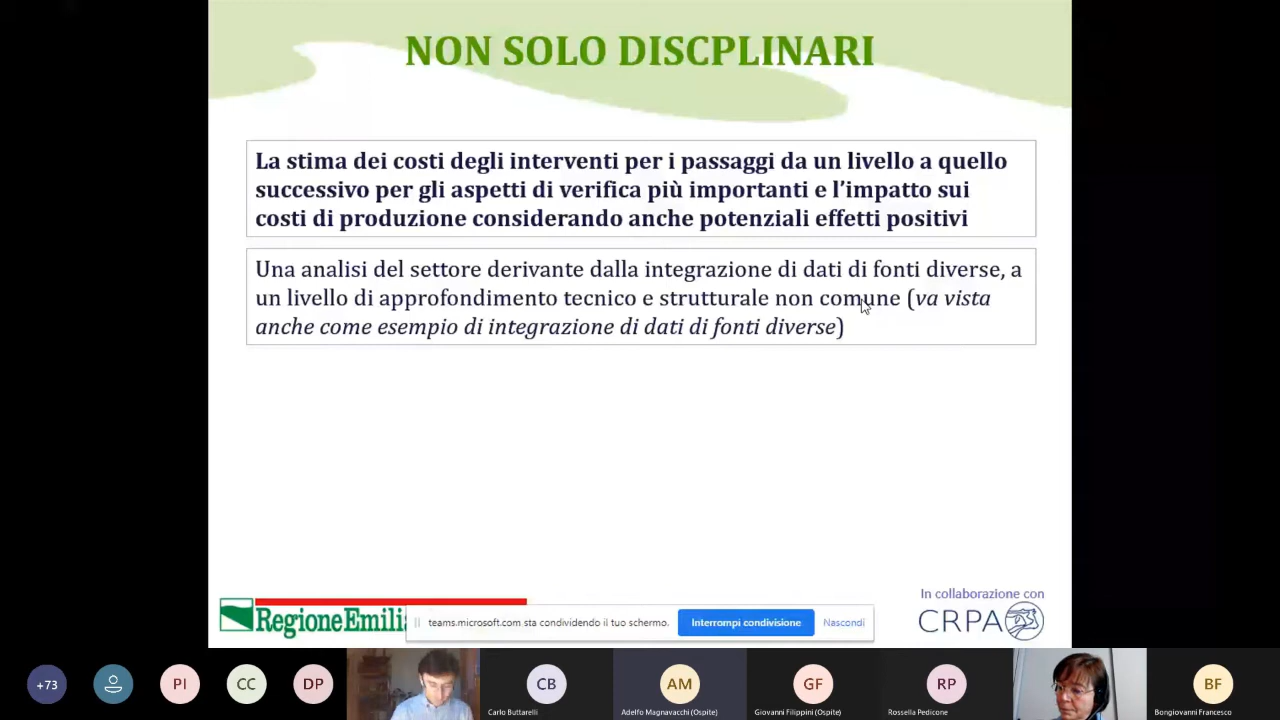 NON SOLO DISCPLINARI
La stima dei costi degli interventi per i passaggi da un livello a quello
successivo per gli aspetti di verifica più importanti e l’impatto sui
costi di produzione considerando anche potenziali effetti positivi
Una analisi del settore derivante dalla integrazione di dati di fonti diverse, a
un livello di approfondimento tecnico e strutturale non comune (va vista
anche come esempio di integrazione di dati di fonti diverse)
In collaborazione con
CRPA
RegioneEmili
teams.microsoft.com sta condividendo il tuo schermo.
Interrompi condivisione
Nascondi
+73
PI
CC
DP
CB
AM
GF
RP
BF
Carlo Buttarelli
Adelfo Magnavacchi (Ospite)
Giovanni Filippini (Ospite)
Rossella Pedicone
Bongiovanni Francesco